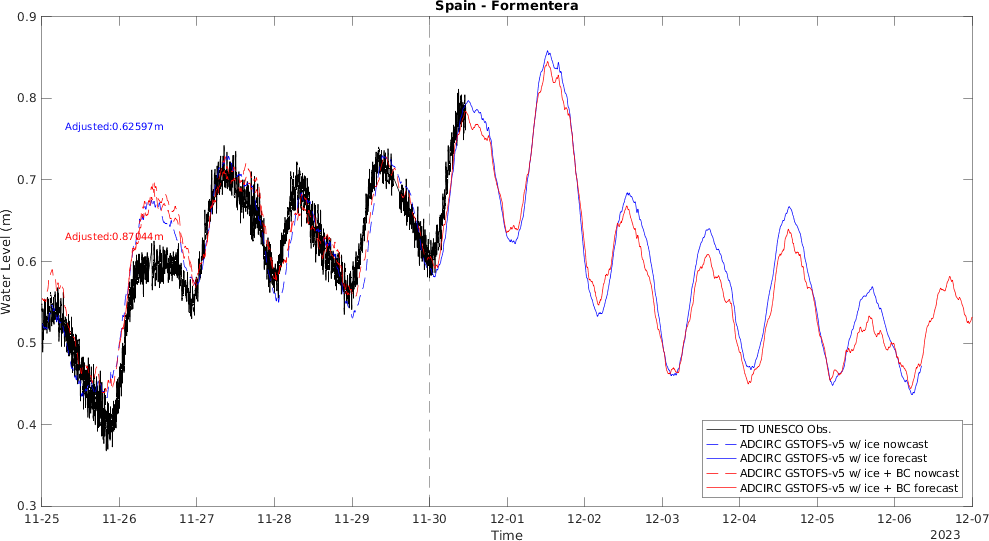 Spain - Formentera
0.9
0.8
0.7
0.6
0.5
0.4
0.3
Water Level (m)
Adjusted:0.62597m
Adjusted:0.87044m
TD UNESCO Obs.
ADCIRC GSTOFS-v5 w/ ice nowcast
ADCIRC GSTOFS-v5 w/ ice forecast
ADCIRC GSTOFS-v5 w/ ice + BC nowcast
ADCIRC GSTOFS-v5 w/ ice + BC forecast
11-25 11-26 11-27 11-28 11-29 11-30 12-01 12-02 12-03 12-04 12-05 12-06 12-07
Time
2023